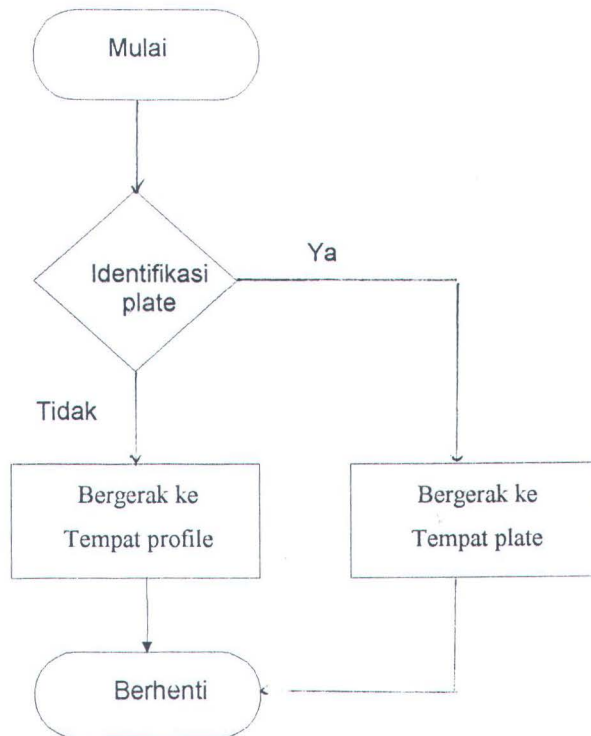 Mulai
Identifikasi
plate
Ya
Tidak
Bergerak ke
Tempat profile
Bergerak ke
Tempat plate
Berhenti